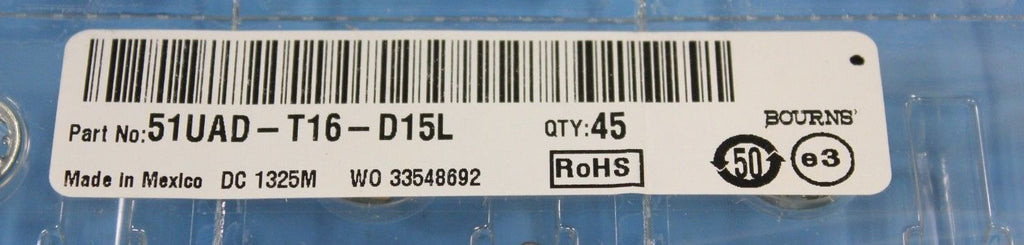 Part No:51UAD-T16-D15L QTY:45
BOURNS
RoHS 50 e3
Made in Mexico DC 1325M WO 33548692